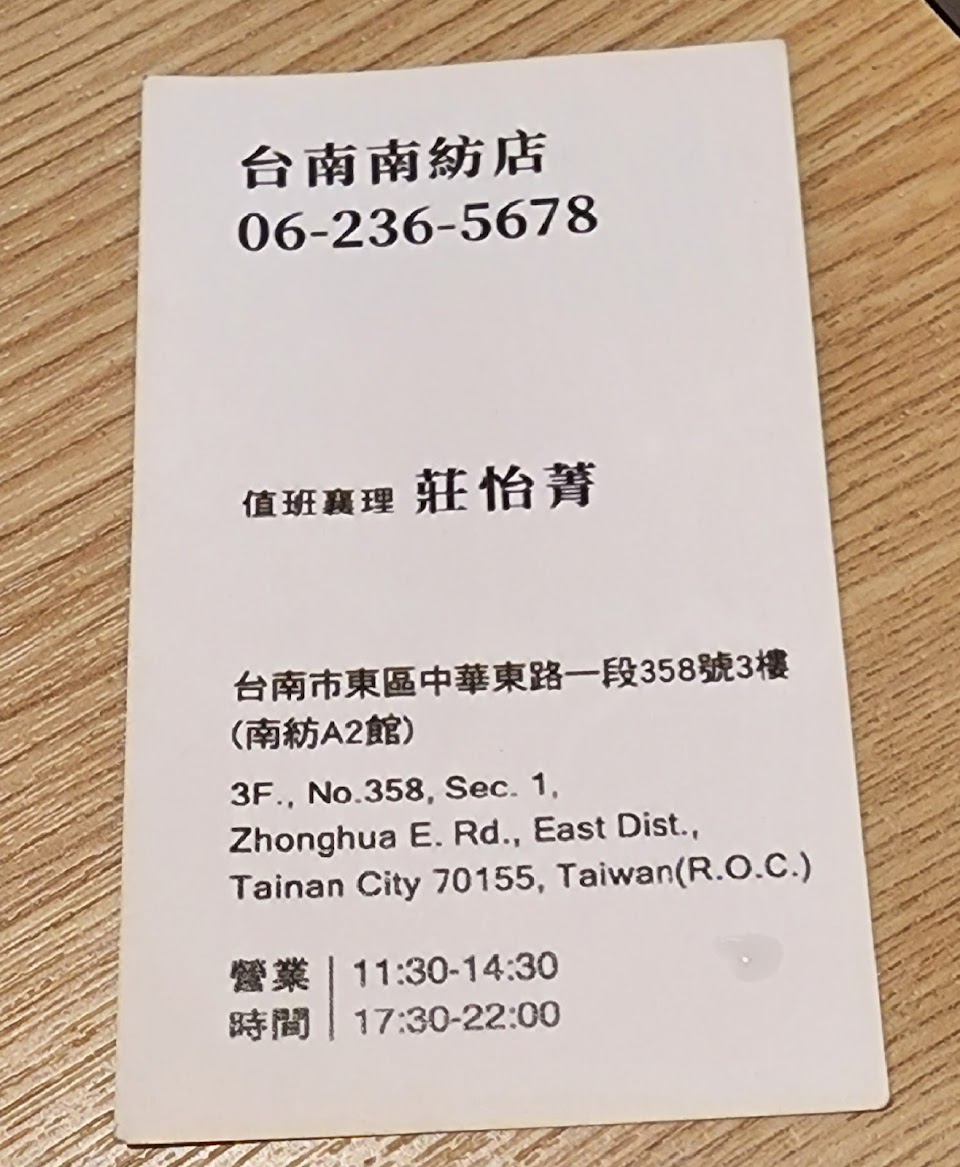 台南南紡店
06-236-5678
值班襄理 莊怡菁
台南市東區中華東路一段358號3樓
(南紡A2館)
3F., No.358, Sec. 1,
Zhonghua E. Rd., East Dist.,
Tainan City 70155, Taiwan(R.O.C.)
營業 11:30-14:30
時間 17:30-22:00